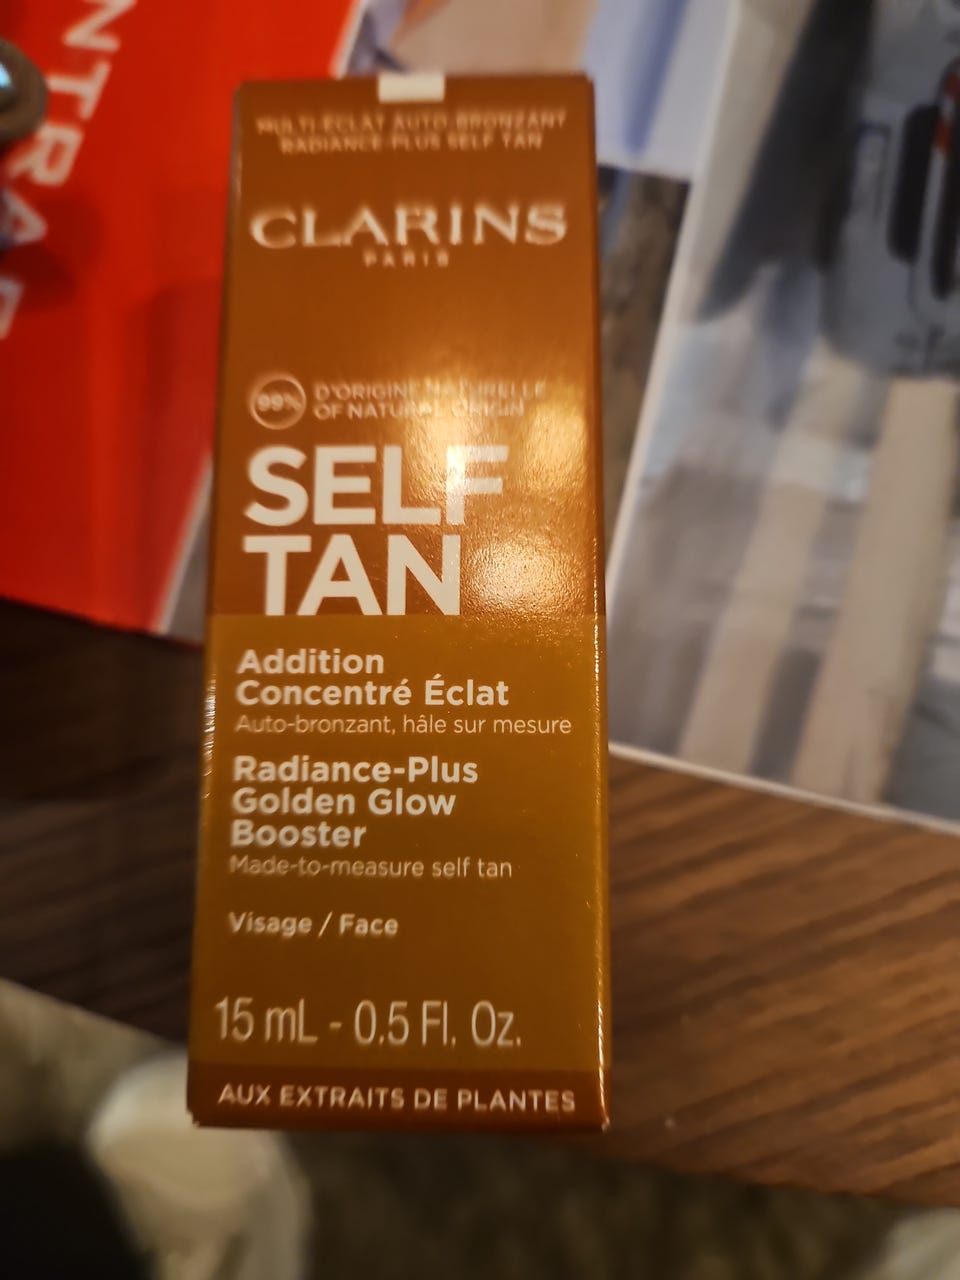 MULTI-ÉCLAT AUTO-BRONZANT
RADIANCE-PLUS SELF TAN
CLARINS
PARIS
99%
D'ORIGINE NATURELLE
OF NATURAL ORIGIN
SELF
TAN
Addition
Concentré Éclat
Auto-bronzant, hâle sur mesure
Radiance-Plus
Golden Glow
Booster
Made-to-measure self tan
Visage / Face
15 mL - 0.5 Fl. Oz.
AUX EXTRAITS DE PLANTES